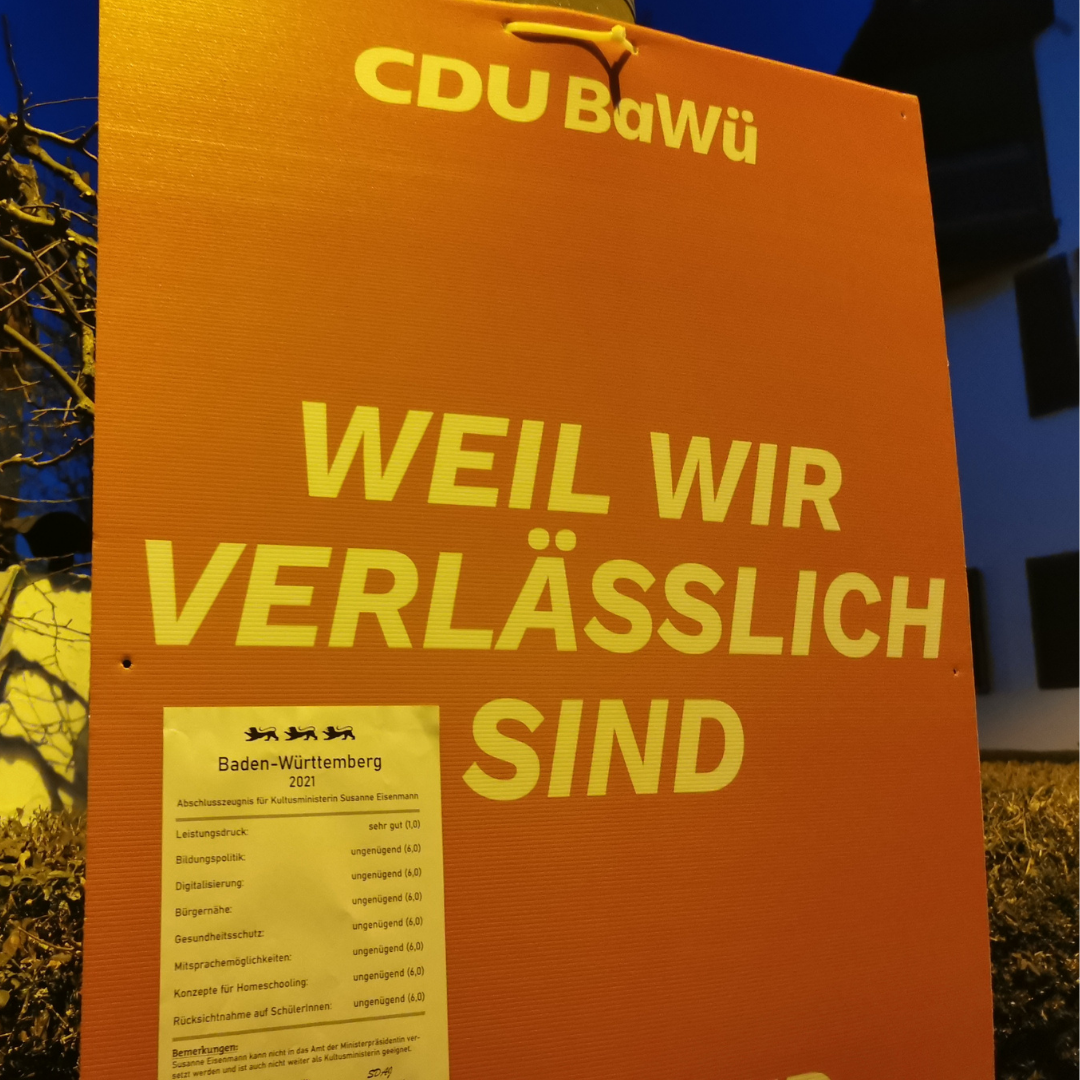 CDU BaWü
WEIL WIR
VERLÄSSLICH
SIND
Baden-Württemberg
2021
Abschlusszeugnis für Kultusministerin Susanne Eisenmann
Leistungsdruck: sehr gut (1,0)
Bildungspolitik: ungenügend (6,0)
Digitalisierung: ungenügend (6,0)
Bürgernähe: ungenügend (6,0)
Gesundheitsschutz: ungenügend (6,0)
Mitsprachemöglichkeiten: ungenügend (6,0)
Konzepte für Homeschooling: ungenügend (6,0)
Rücksichtnahme auf Schülerinnen: ungenügend (6,0)
Bemerkungen:
Susanne Eisenmann kann nicht in das Amt der Ministerpräsidentin ver-
setzt werden und ist auch nicht weiter als Kultusministerin geeignet.
SDAJ